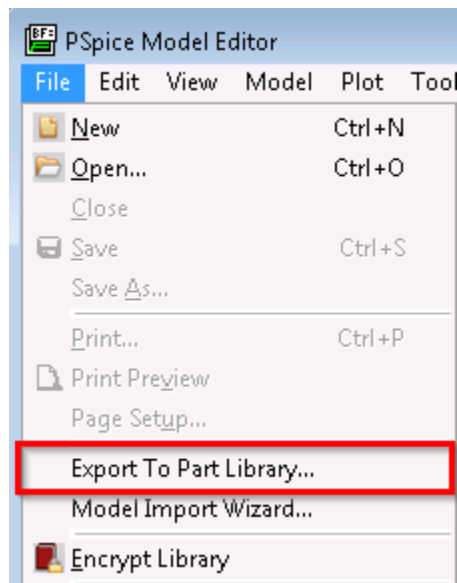 BF:
PSpice Model Editor
File Edit View Model Plot Tool
New Ctrl+N
Open... Ctrl+O
Close
Save Ctrl+S
Save As...
Print... Ctrl+P
Print Preview
Page Setup...
Export To Part Library...
Model Import Wizard...
Encrypt Library